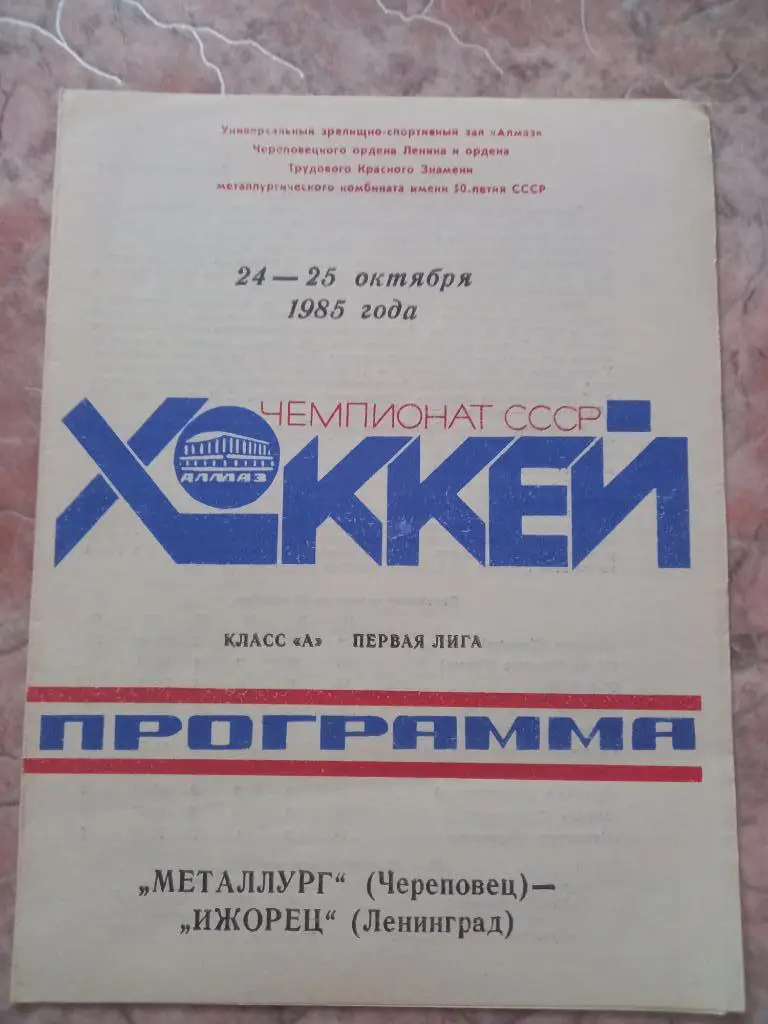 Универсальный зрелищно-спортивный зал «Алмаз»
Череповецкого ордена Ленина и ордена
Трудового Красного Знамени
металлургического комбината имени 50-летия СССР
24—25 октября
1985 года
ЧЕМПИОНАТ СССР
ХОККЕЙ
АЛМАЗ
КЛАСС «А» ПЕРВАЯ ЛИГА
ПРОГРАММА
„МЕТАЛЛУРГ“ (Череповец)—
„ИЖОРЕЦ“ (Ленинград)